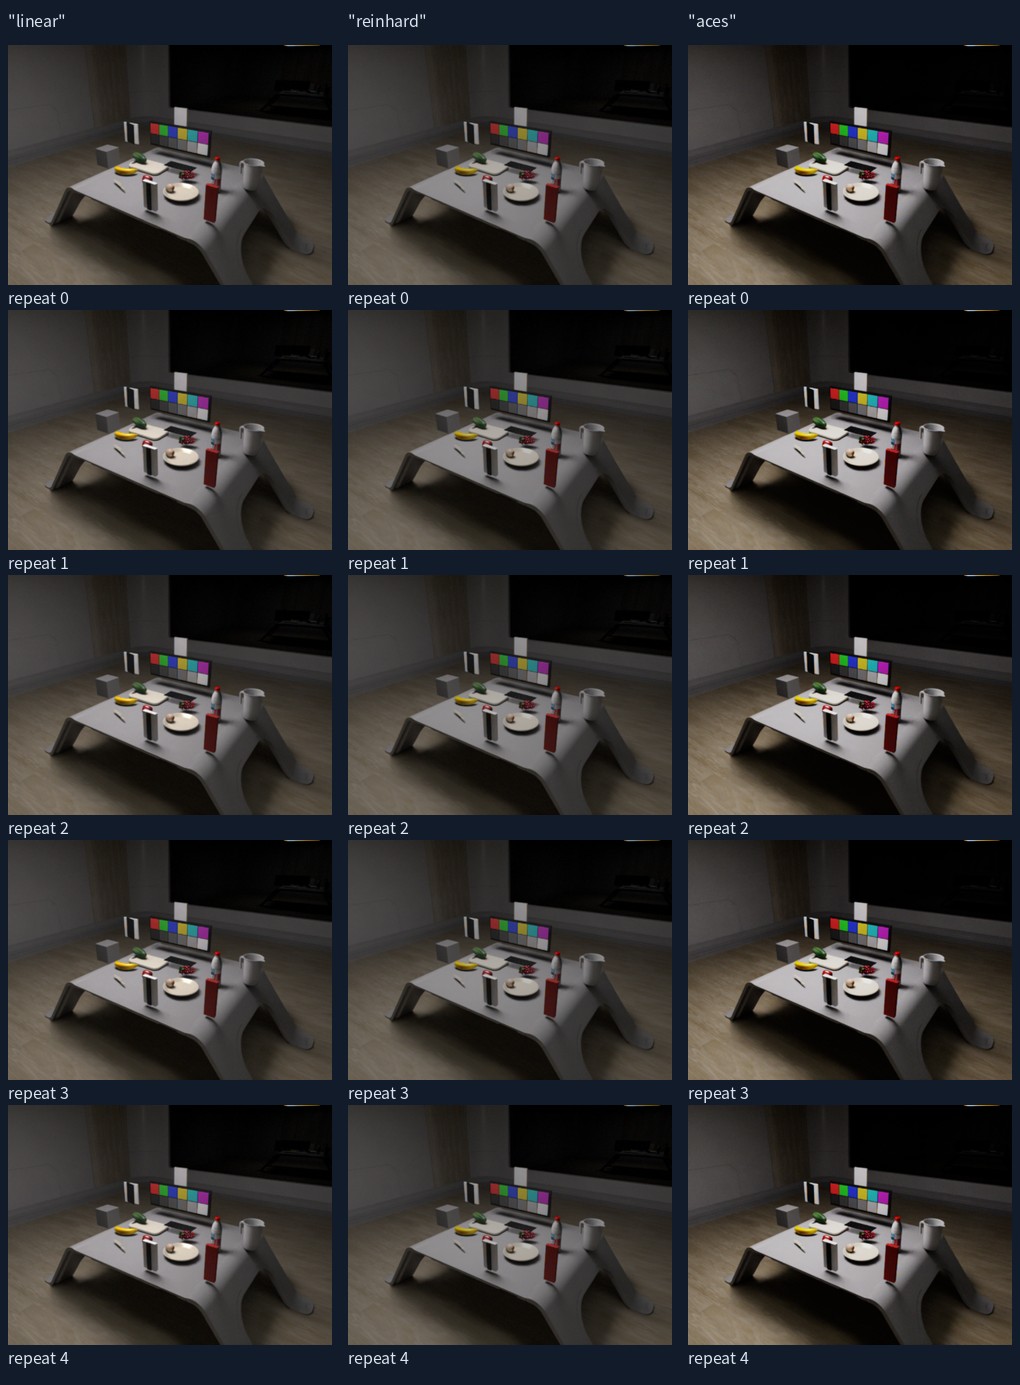 "linear" "reinhard" "aces"
repeat 0 repeat 0 repeat 0
repeat 1 repeat 1 repeat 1
repeat 2 repeat 2 repeat 2
repeat 3 repeat 3 repeat 3
repeat 4 repeat 4 repeat 4